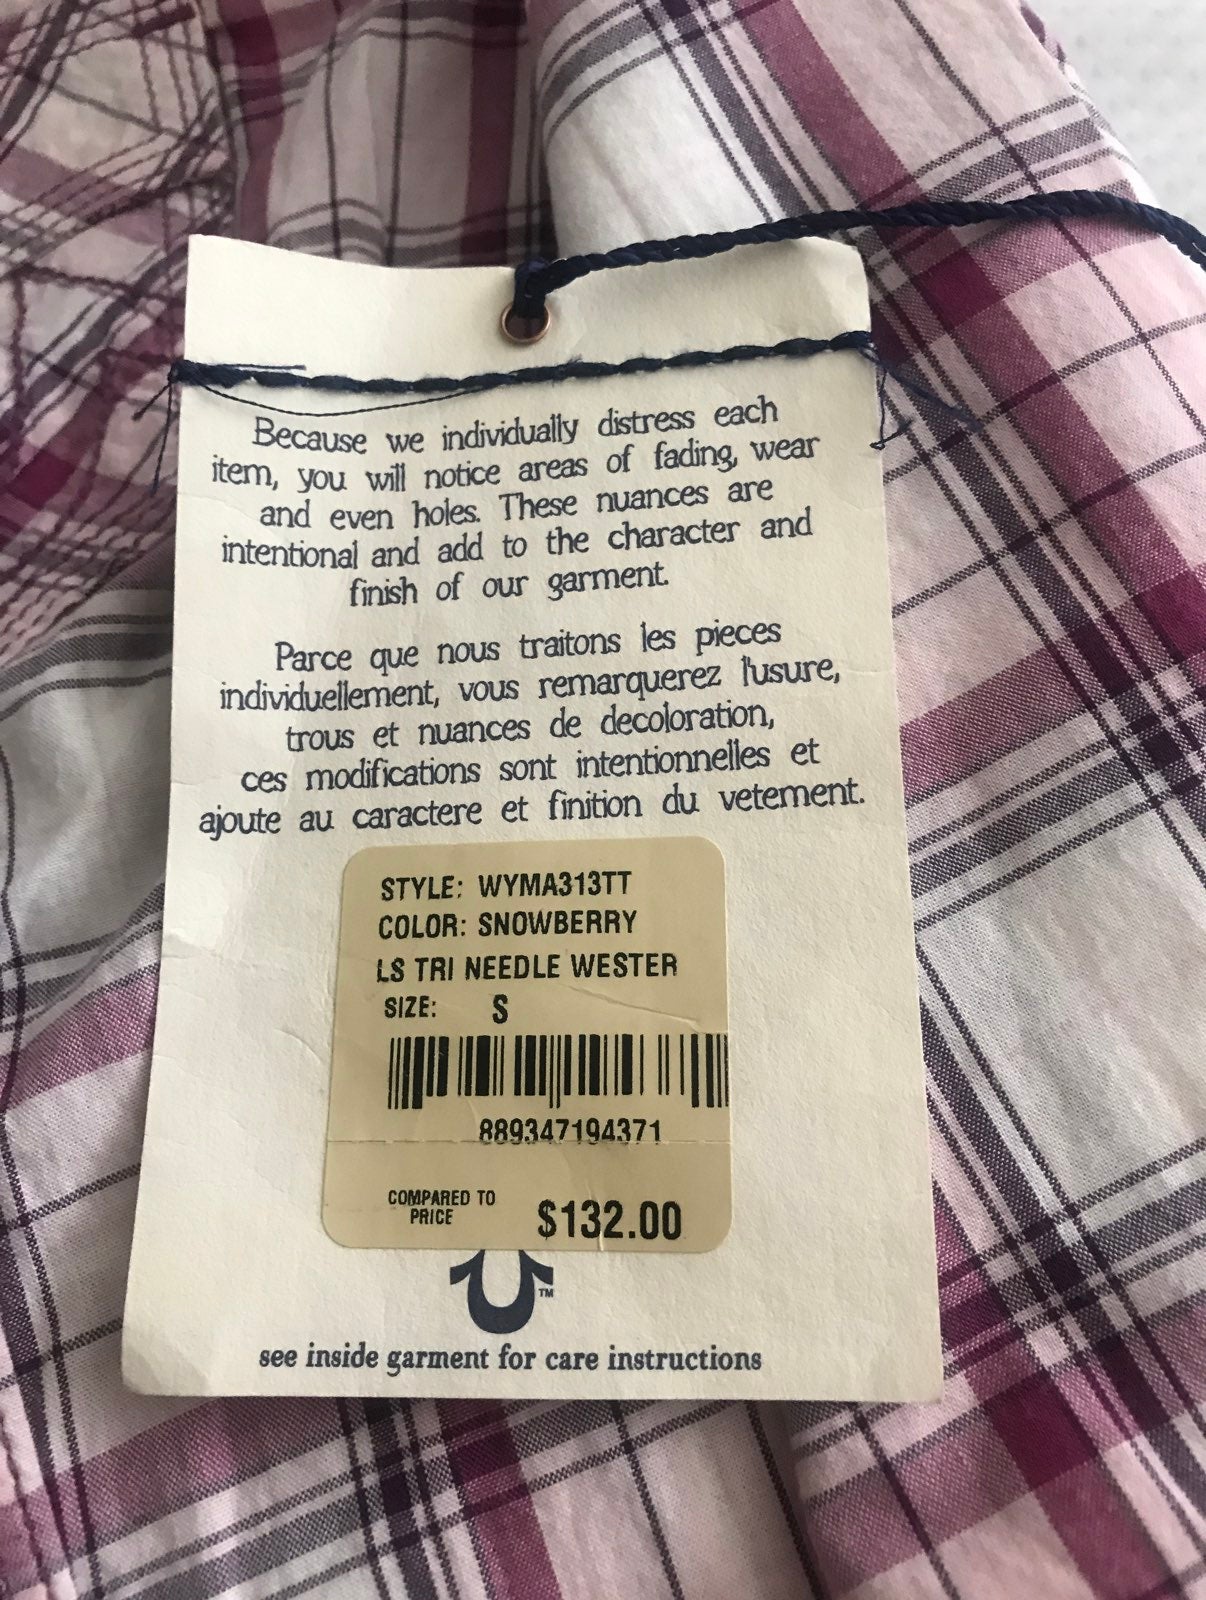 Because we individually distress each
item, you will notice areas of fading, wear
and even holes. These nuances are
intentional and add to the character and
finish of our garment.
Parce que nous traitons les pieces
individuellement, vous remarquerez l'usure,
trous et nuances de decoloration,
ces modifications sont intentionnelles et
ajoute au caractere et finition du vetement.
STYLE: WYMA313TT
COLOR: SNOWBERRY
LS TRI NEEDLE WESTER
SIZE: S
889347194371
COMPARED TO
PRICE $132.00
TM
see inside garment for care instructions